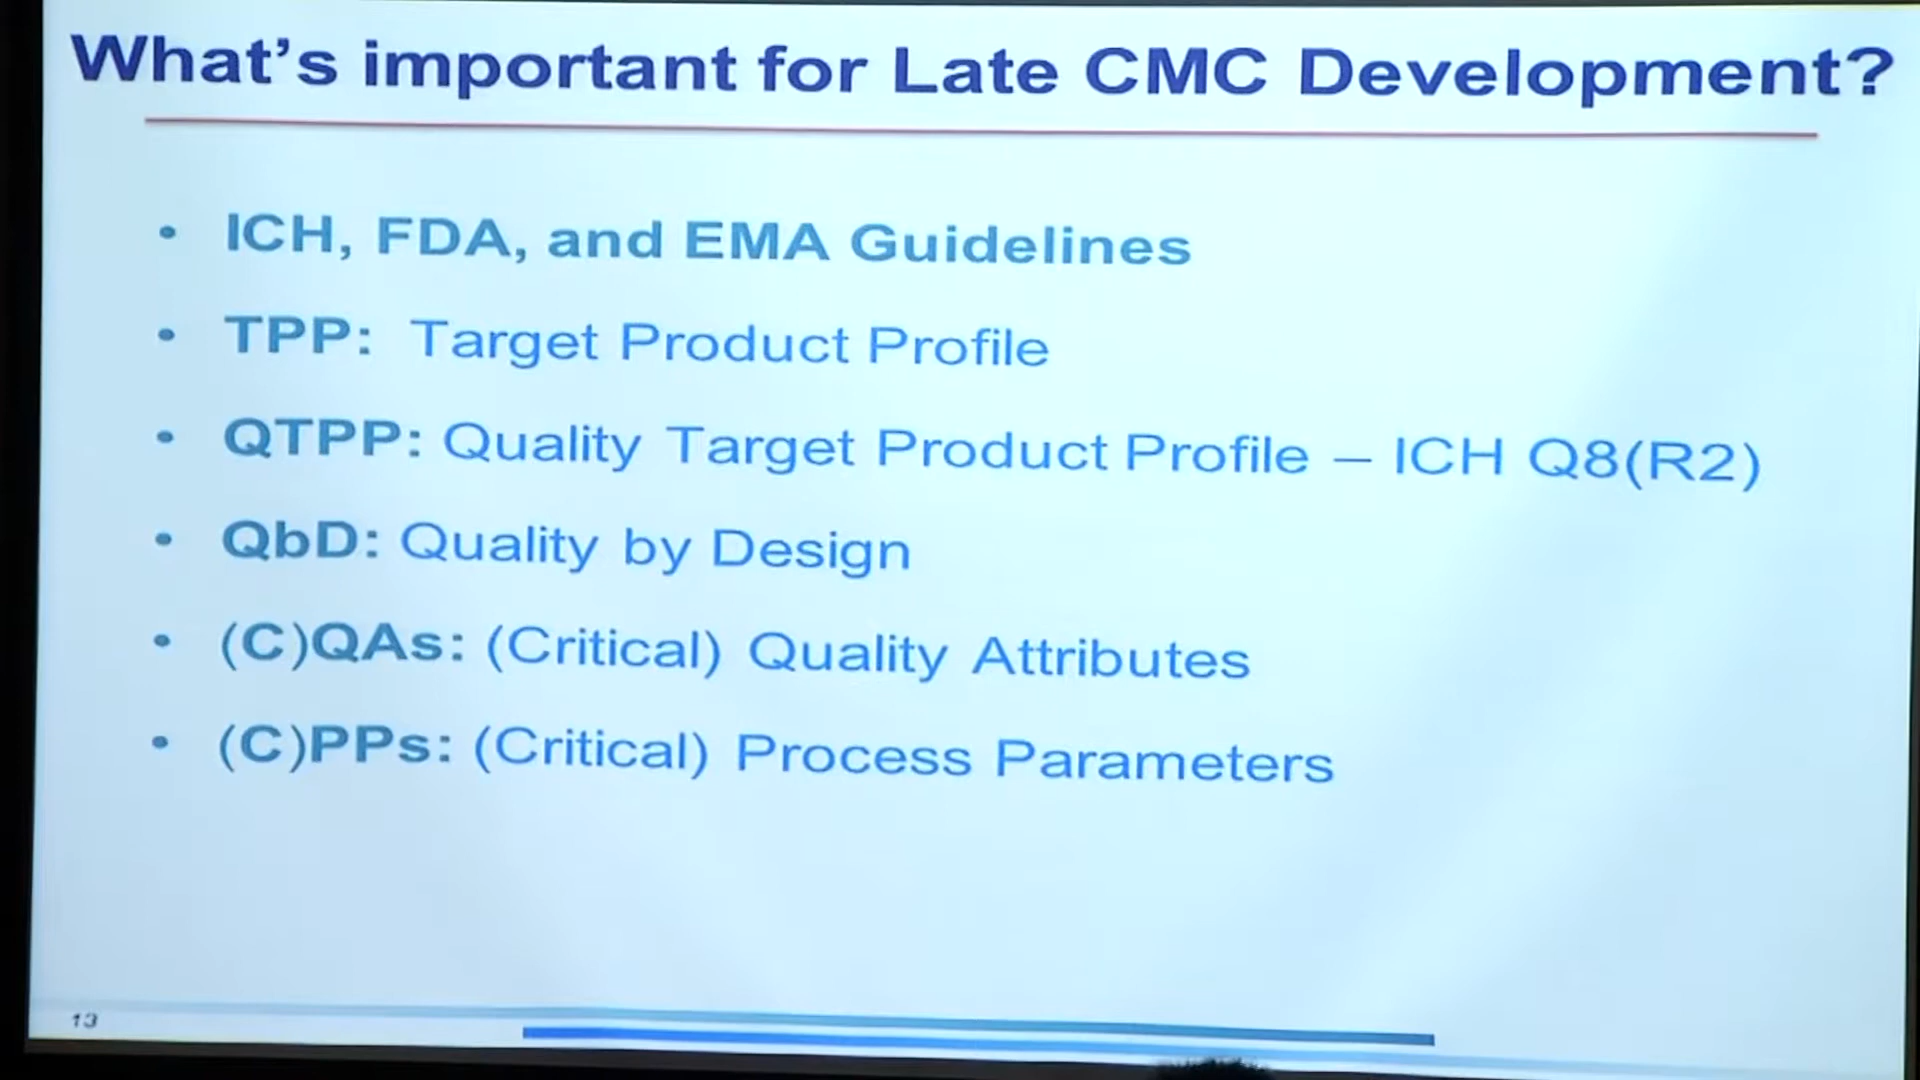 What's important for Late CMC Development?
• ICH, FDA, and EMA Guidelines
• TPP: Target Product Profile
• QTPP: Quality Target Product Profile – ICH Q8(R2)
• QbD: Quality by Design
• (C)QAs: (Critical) Quality Attributes
• (C)PPs: (Critical) Process Parameters
13